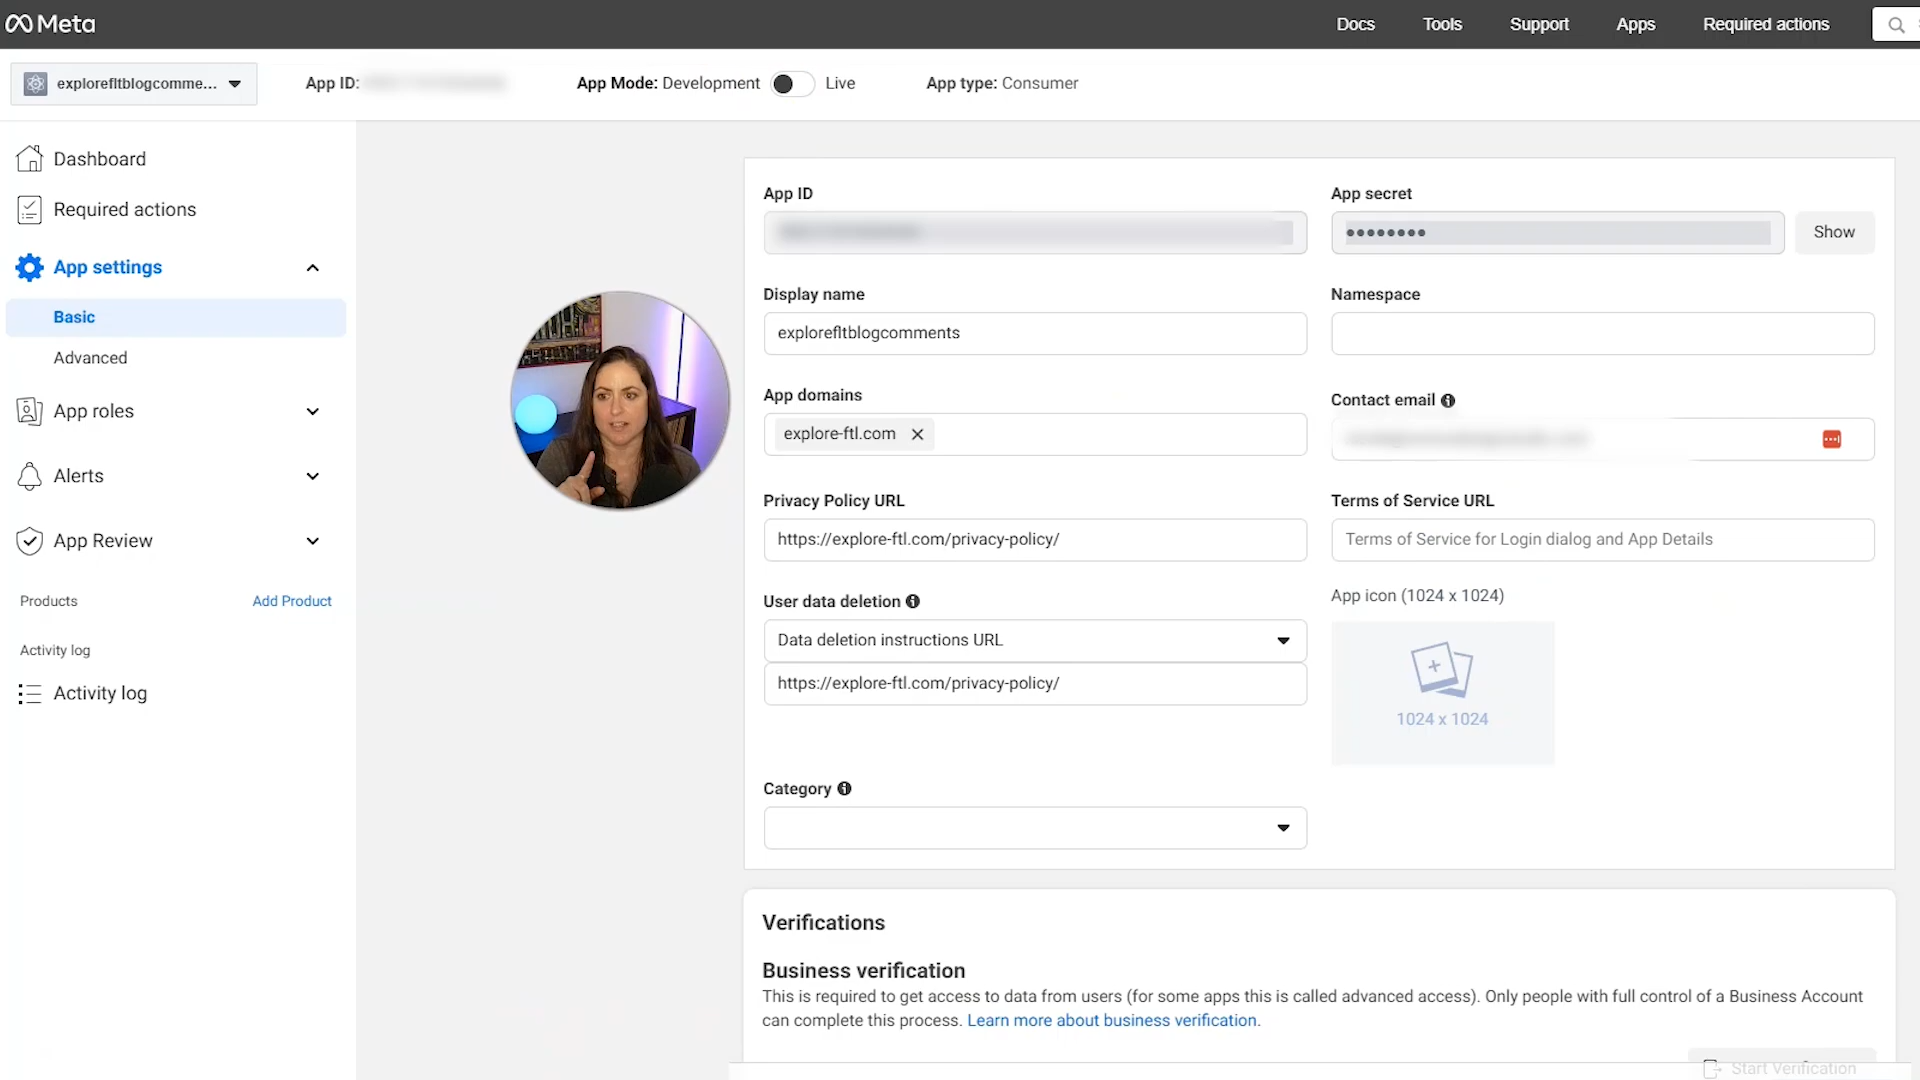 Meta
Docs
Tools
Support
Apps
Required actions
explorefltblogcomme...
App ID:
App Mode: Development
Live
App type: Consumer
Dashboard
Required actions
App settings
Basic
Advanced
App roles
Alerts
App Review
Products
Add Product
Activity log
Activity log
App ID
App secret
••••••••
Show
Display name
explorefltblogcomments
Namespace
App domains
explore-ftl.com
Contact email
Privacy Policy URL
https://explore-ftl.com/privacy-policy/
Terms of Service URL
Terms of Service for Login dialog and App Details
User data deletion
Data deletion instructions URL
https://explore-ftl.com/privacy-policy/
App icon (1024 x 1024)
1024 x 1024
Category
Verifications
Business verification
This is required to get access to data from users (for some apps this is called advanced access). Only people with full control of a Business Account
can complete this process. Learn more about business verification.
Start Verification